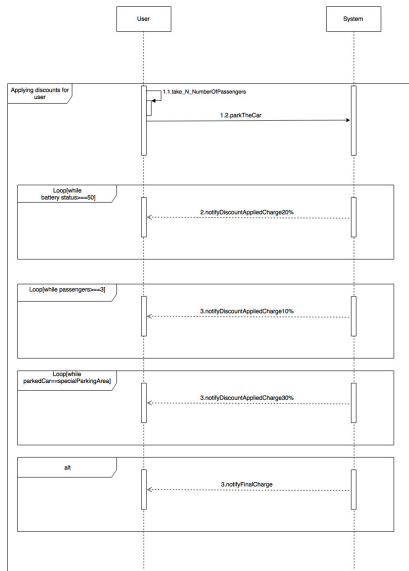 User
System
Applying discounts for
user
1.1.take_N_NumberOfPassengers
1.2.parkTheCar
Loop[while
battery status>==50]
2.notifyDiscountAppliedCharge20%
Loop[while passengers>==3]
3.notifyDiscountAppliedCharge10%
Loop[while
parkedCar==specialParkingArea]
3.notifyDiscountAppliedCharge30%
alt
3.notifyFinalCharge